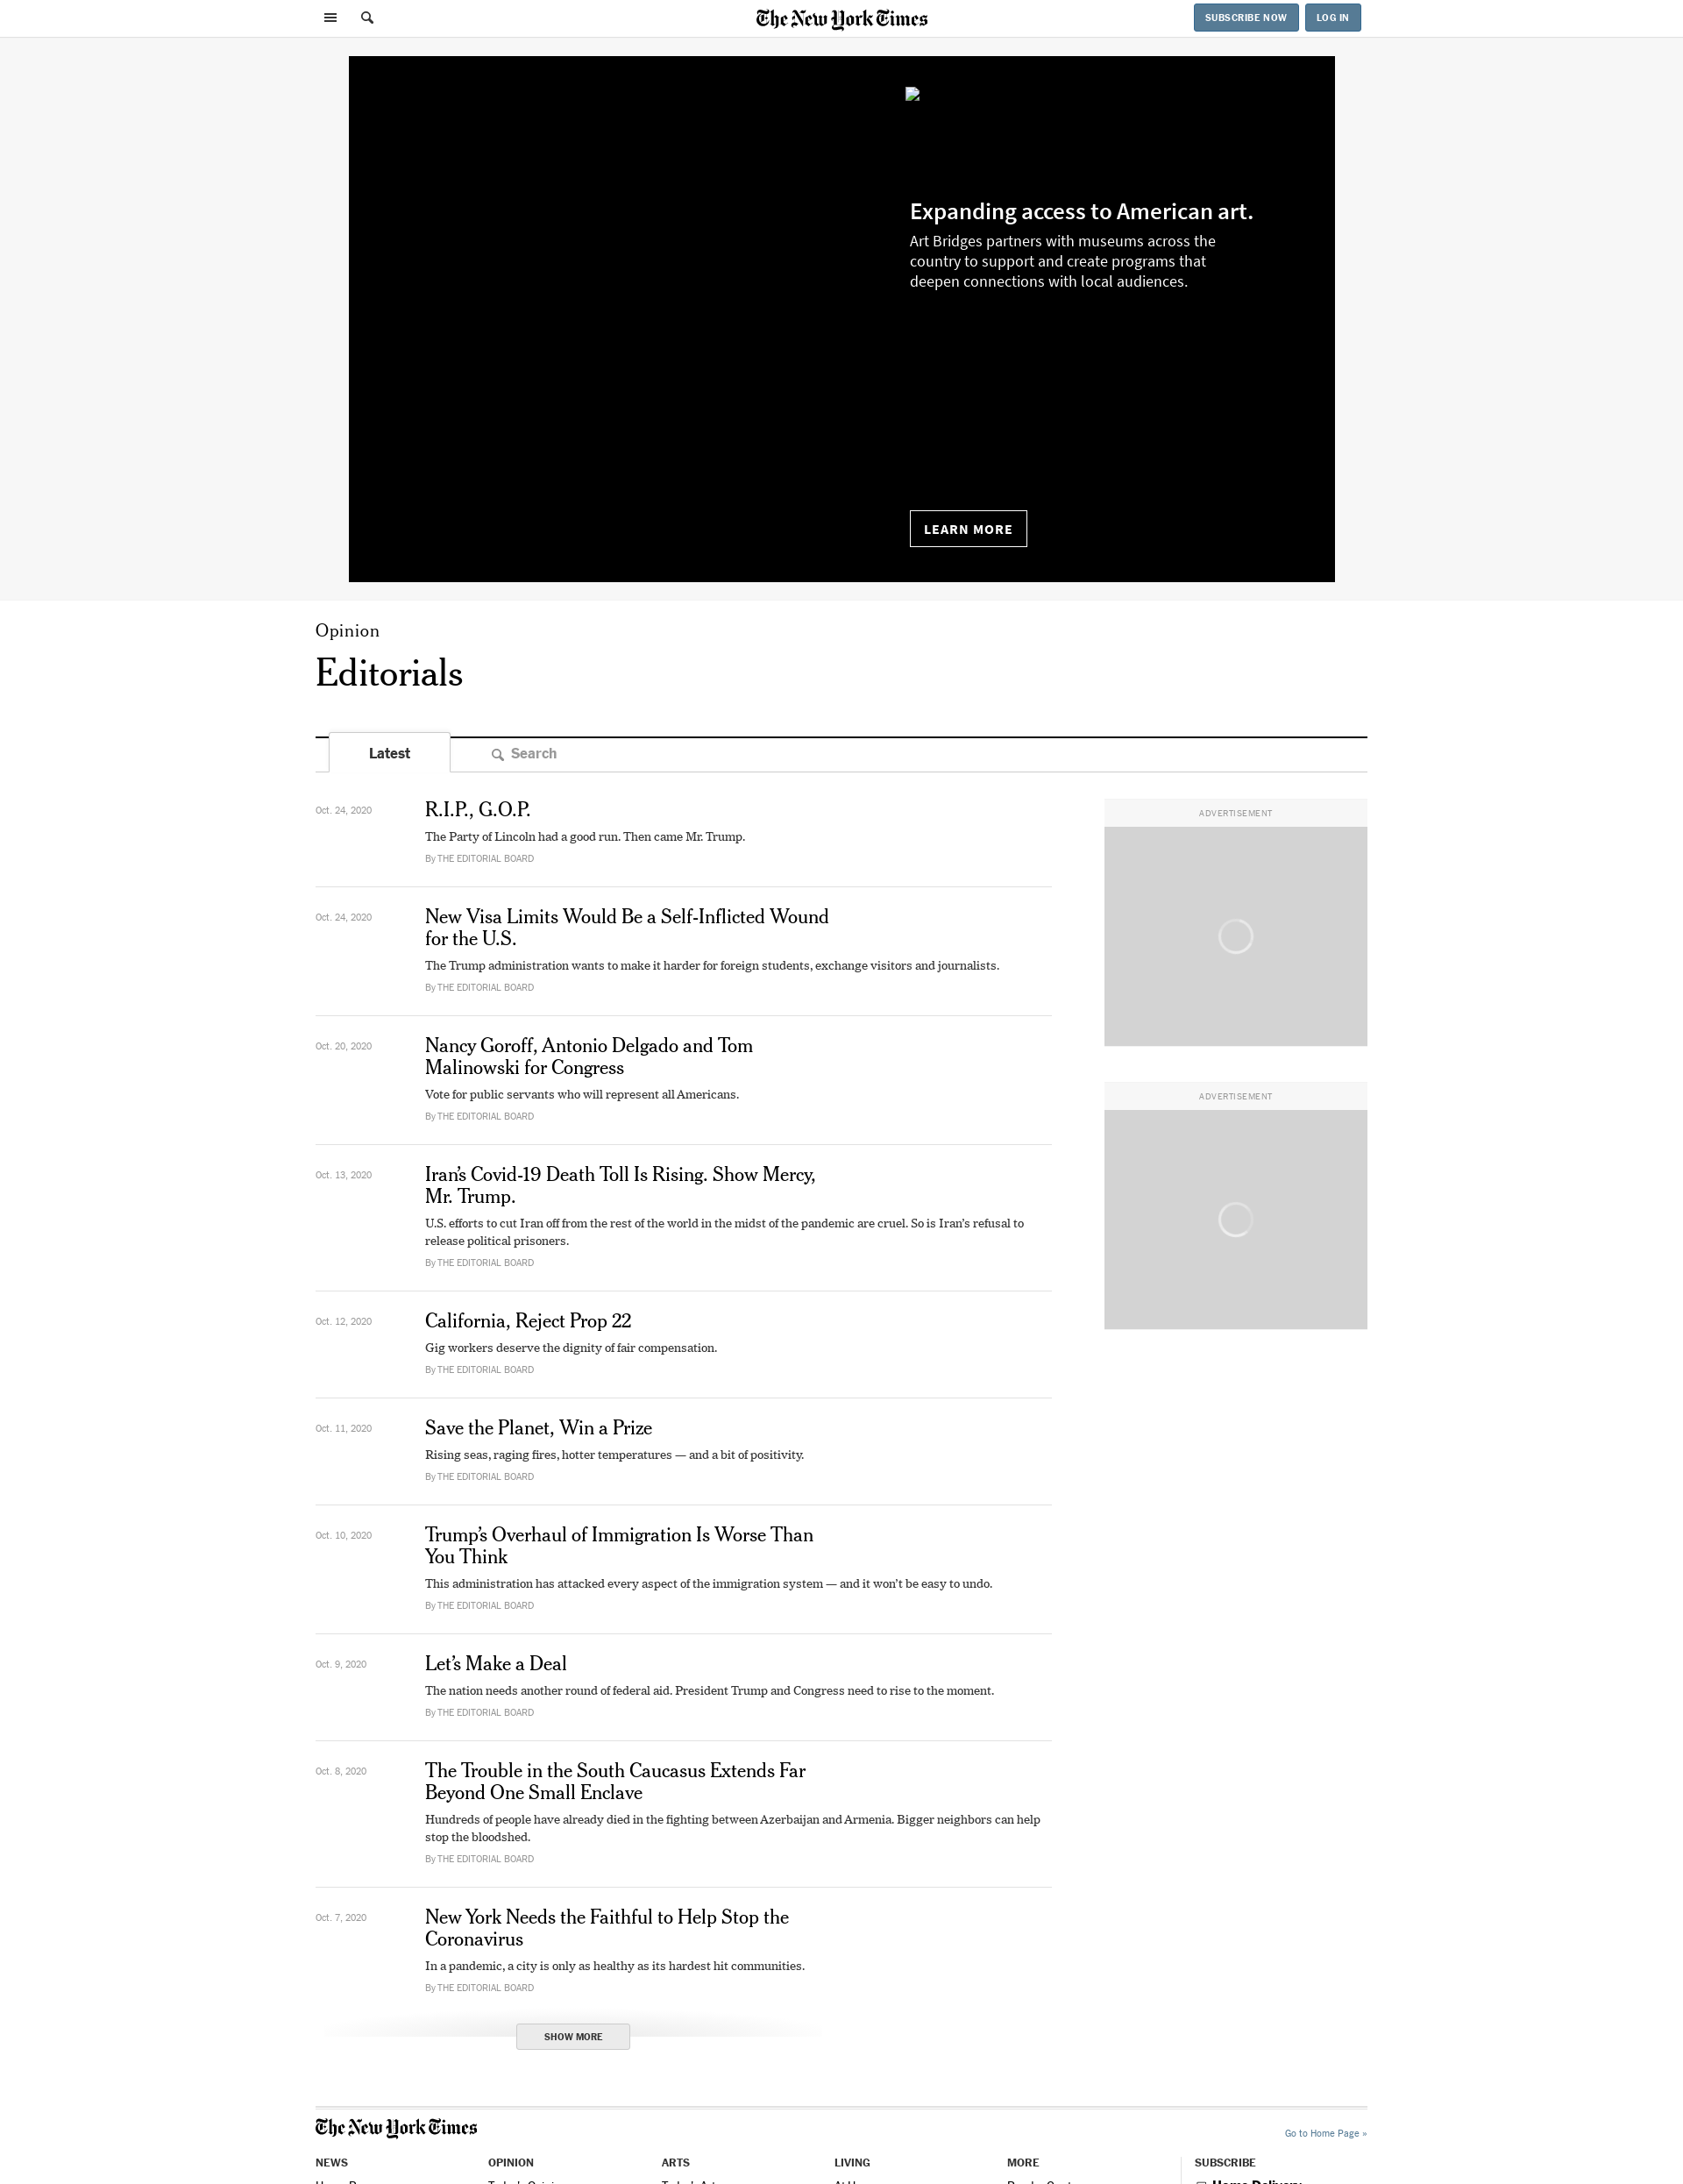 The New York Times
SUBSCRIBE NOW
LOG IN
Expanding access to American art.
Art Bridges partners with museums across the
country to support and create programs that
deepen connections with local audiences.
LEARN MORE
Opinion
Editorials
Latest
Search
Oct. 24, 2020
R.I.P., G.O.P.
The Party of Lincoln had a good run. Then came Mr. Trump.
By THE EDITORIAL BOARD
Oct. 24, 2020
New Visa Limits Would Be a Self-Inflicted Wound
for the U.S.
The Trump administration wants to make it harder for foreign students, exchange visitors and journalists.
By THE EDITORIAL BOARD
Oct. 20, 2020
Nancy Goroff, Antonio Delgado and Tom
Malinowski for Congress
Vote for public servants who will represent all Americans.
By THE EDITORIAL BOARD
Oct. 13, 2020
Iran’s Covid-19 Death Toll Is Rising. Show Mercy,
Mr. Trump.
U.S. efforts to cut Iran off from the rest of the world in the midst of the pandemic are cruel. So is Iran’s refusal to
release political prisoners.
By THE EDITORIAL BOARD
Oct. 12, 2020
California, Reject Prop 22
Gig workers deserve the dignity of fair compensation.
By THE EDITORIAL BOARD
Oct. 11, 2020
Save the Planet, Win a Prize
Rising seas, raging fires, hotter temperatures — and a bit of positivity.
By THE EDITORIAL BOARD
Oct. 10, 2020
Trump’s Overhaul of Immigration Is Worse Than
You Think
This administration has attacked every aspect of the immigration system — and it won’t be easy to undo.
By THE EDITORIAL BOARD
Oct. 9, 2020
Let’s Make a Deal
The nation needs another round of federal aid. President Trump and Congress need to rise to the moment.
By THE EDITORIAL BOARD
Oct. 8, 2020
The Trouble in the South Caucasus Extends Far
Beyond One Small Enclave
Hundreds of people have already died in the fighting between Azerbaijan and Armenia. Bigger neighbors can help
stop the bloodshed.
By THE EDITORIAL BOARD
Oct. 7, 2020
New York Needs the Faithful to Help Stop the
Coronavirus
In a pandemic, a city is only as healthy as its hardest hit communities.
By THE EDITORIAL BOARD
SHOW MORE
ADVERTISEMENT
ADVERTISEMENT
The New York Times
Go to Home Page »
NEWS
OPINION
ARTS
LIVING
MORE
SUBSCRIBE